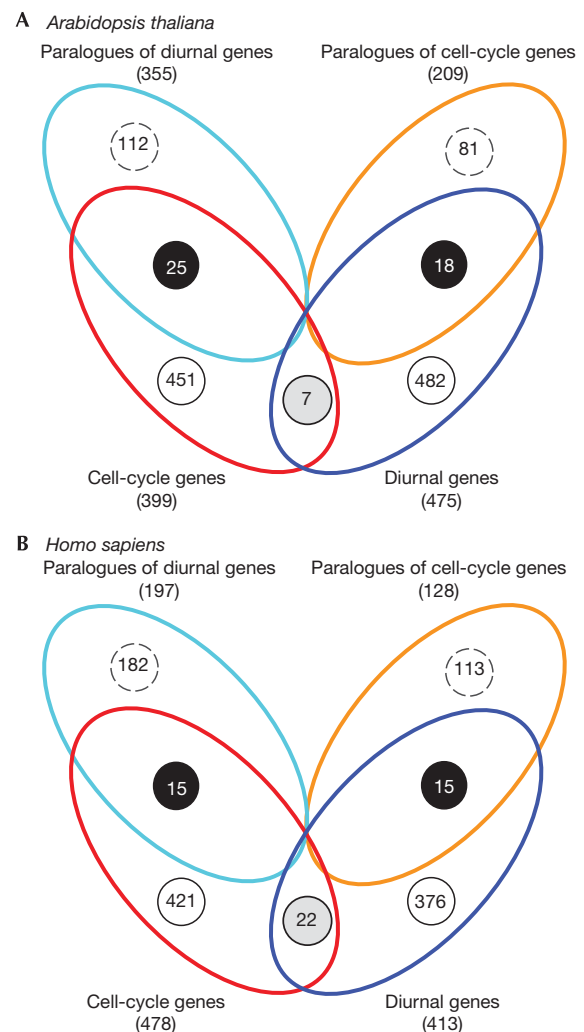 A Arabidopsis thaliana
Paralogues of diurnal genes Paralogues of cell-cycle genes
(355) (209)
112 81
25 18
451 7 482
Cell-cycle genes Diurnal genes
(399) (475)
B Homo sapiens
Paralogues of diurnal genes Paralogues of cell-cycle genes
(197) (128)
182 113
15 15
421 22 376
Cell-cycle genes Diurnal genes
(478) (413)